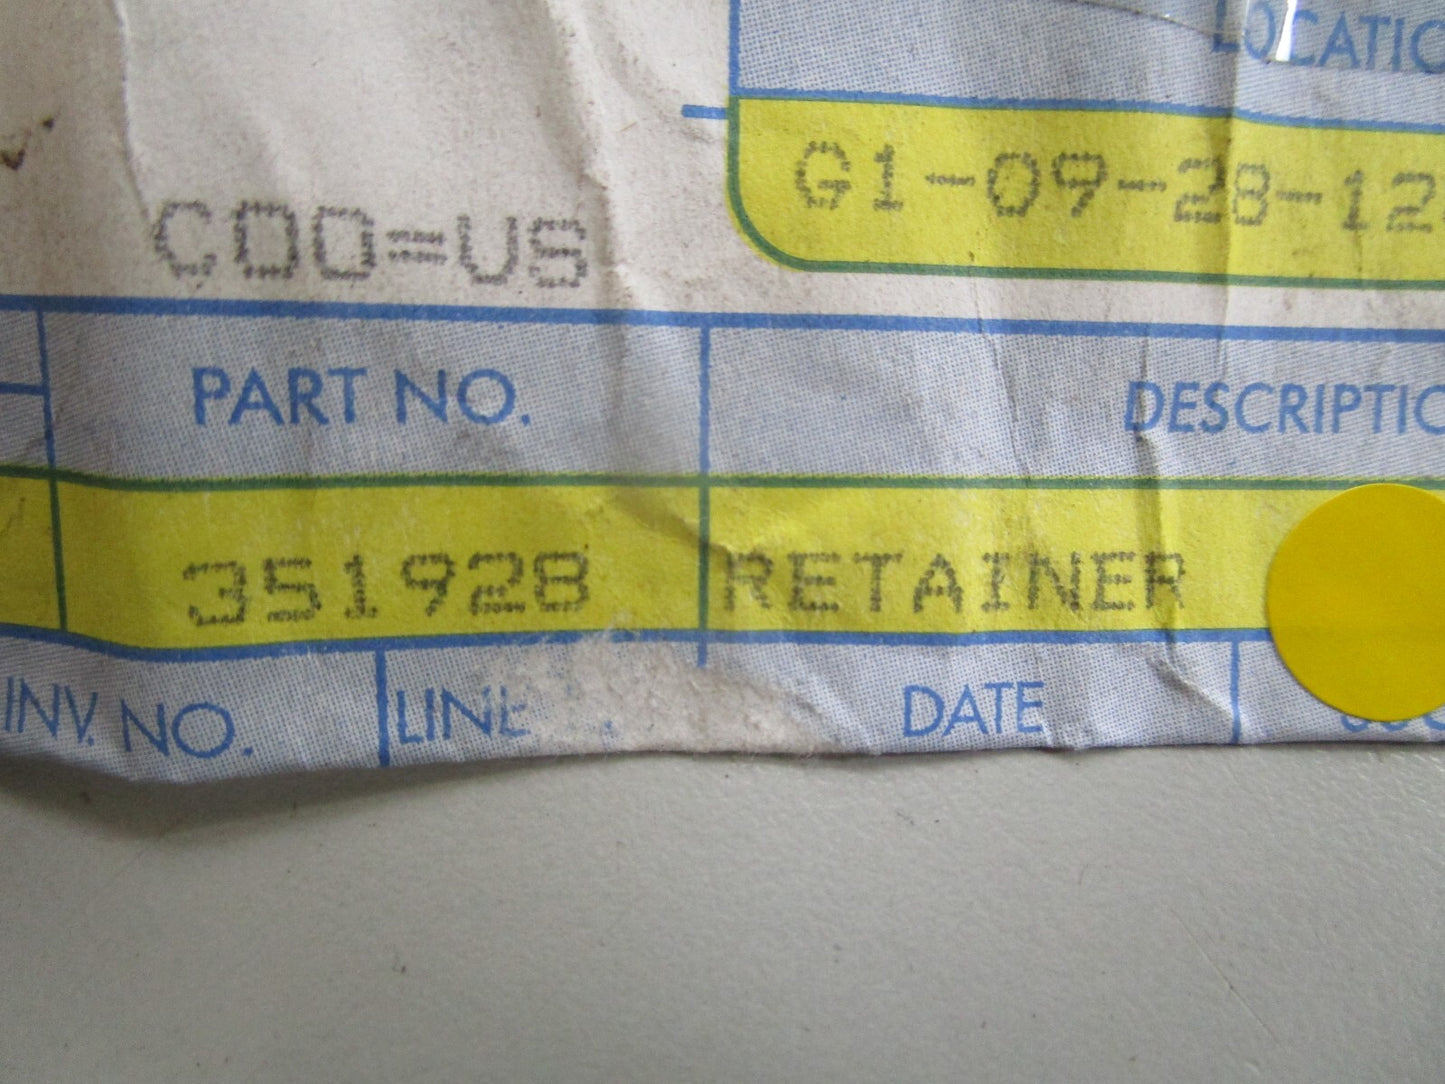 LOCATIO
G1-09-28-12
COO=US
PART NO. DESCRIPTIO
351928 RETAINER
INV. NO. LINE DATE